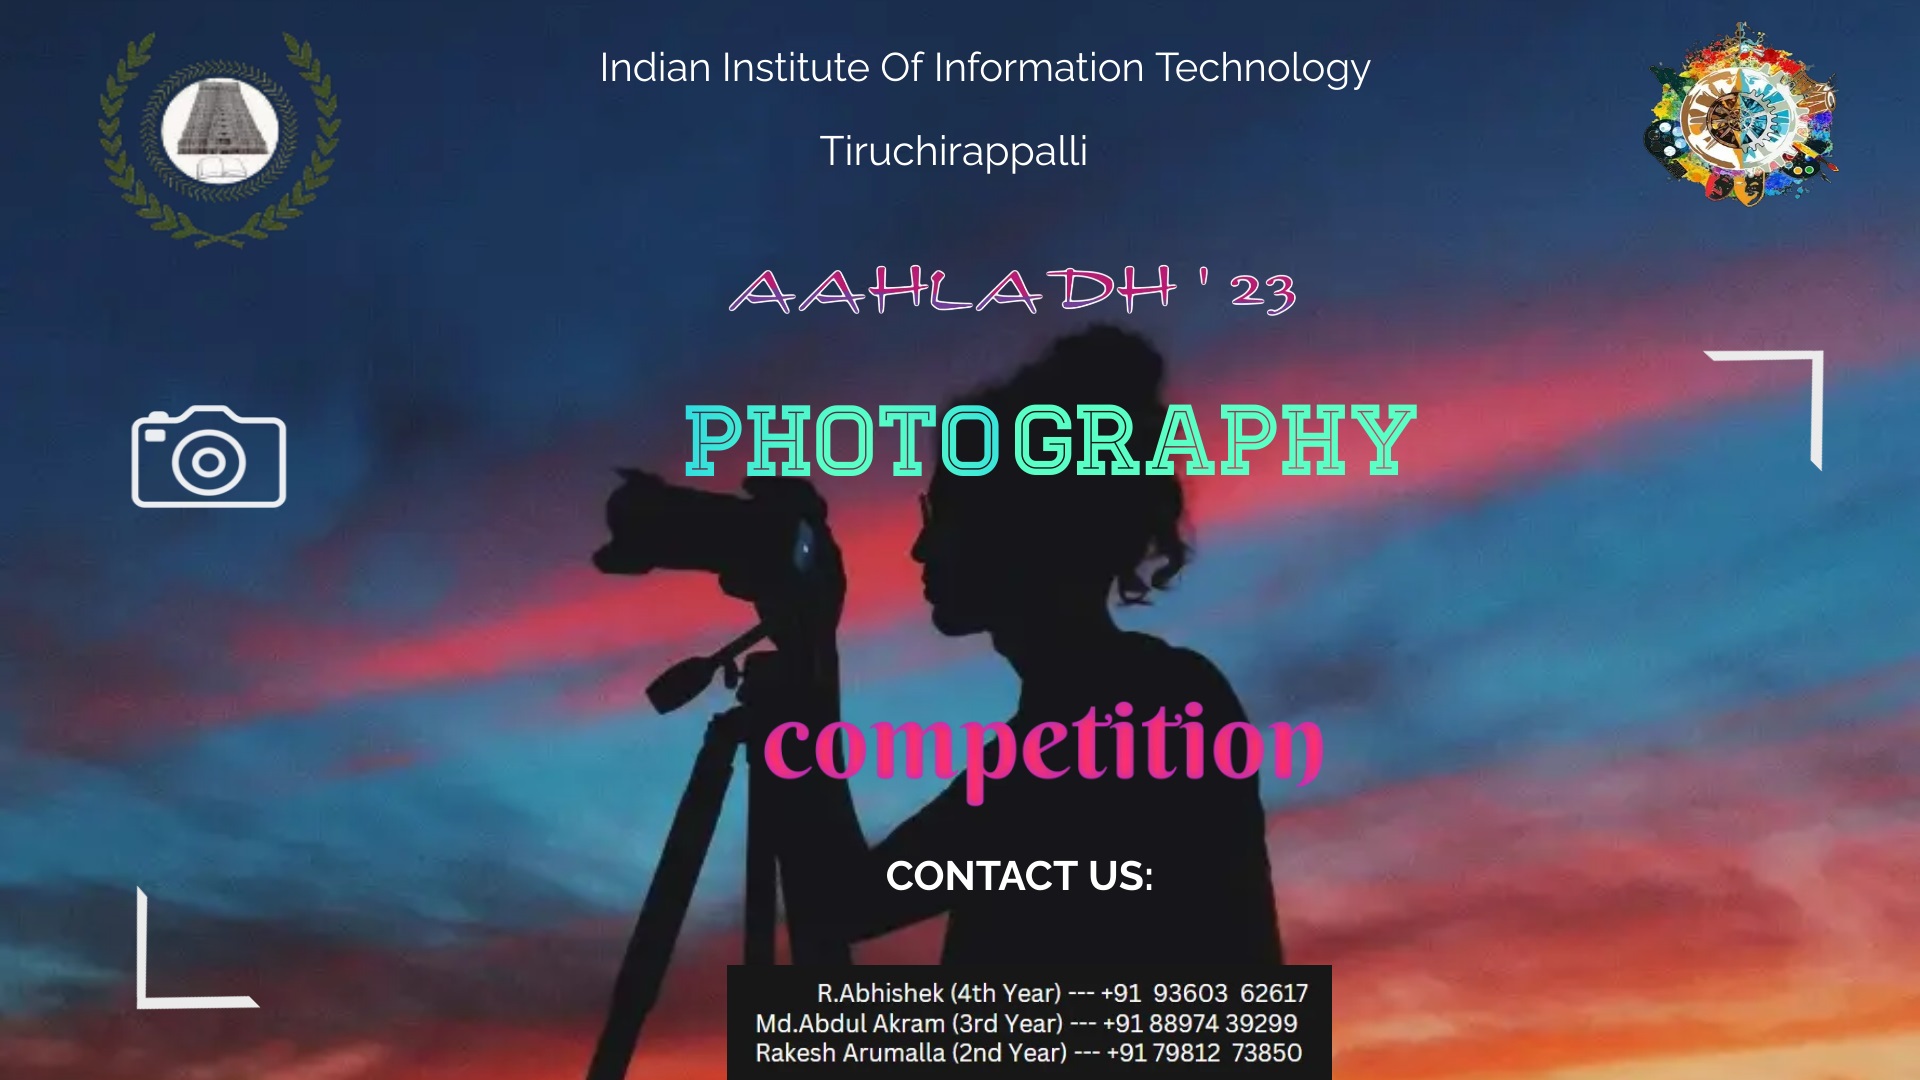 Indian Institute Of Information Technology
Tiruchirappalli
AAHLADH ' 23
PHOTOGRAPHY
competition
CONTACT US:
R.Abhishek (4th Year) --- +91 93603 62617
Md.Abdul Akram (3rd Year) --- +91 88974 39299
Rakesh Arumalla (2nd Year) --- +91 79812 73850